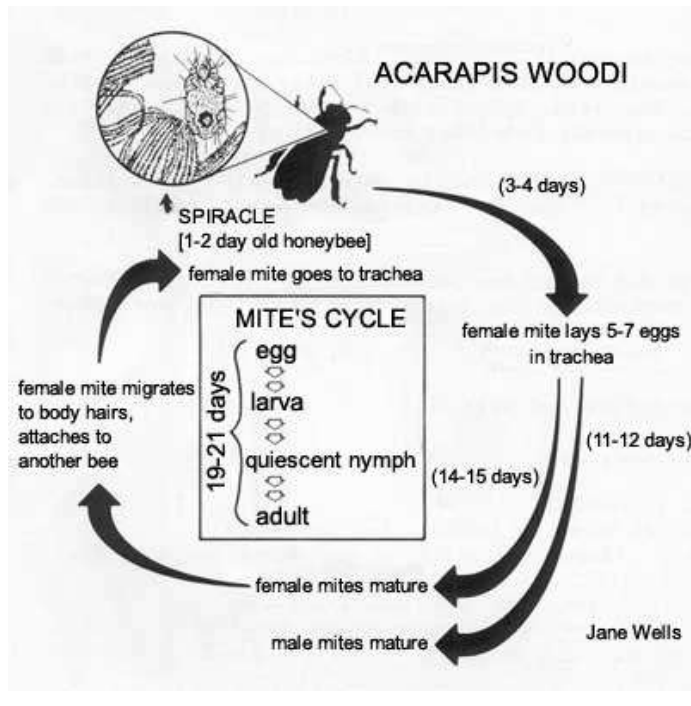 ACARAPIS WOODI
(3-4 days)
SPIRACLE
[1-2 day old honeybee]
female mite goes to trachea
female mite lays 5-7 eggs
in trachea
MITE'S CYCLE
egg
larva
quiescent nymph
adult
19-21 days
female mite migrates
to body hairs,
attaches to
another bee
(11-12 days)
(14-15 days)
female mites mature
male mites mature
Jane Wells